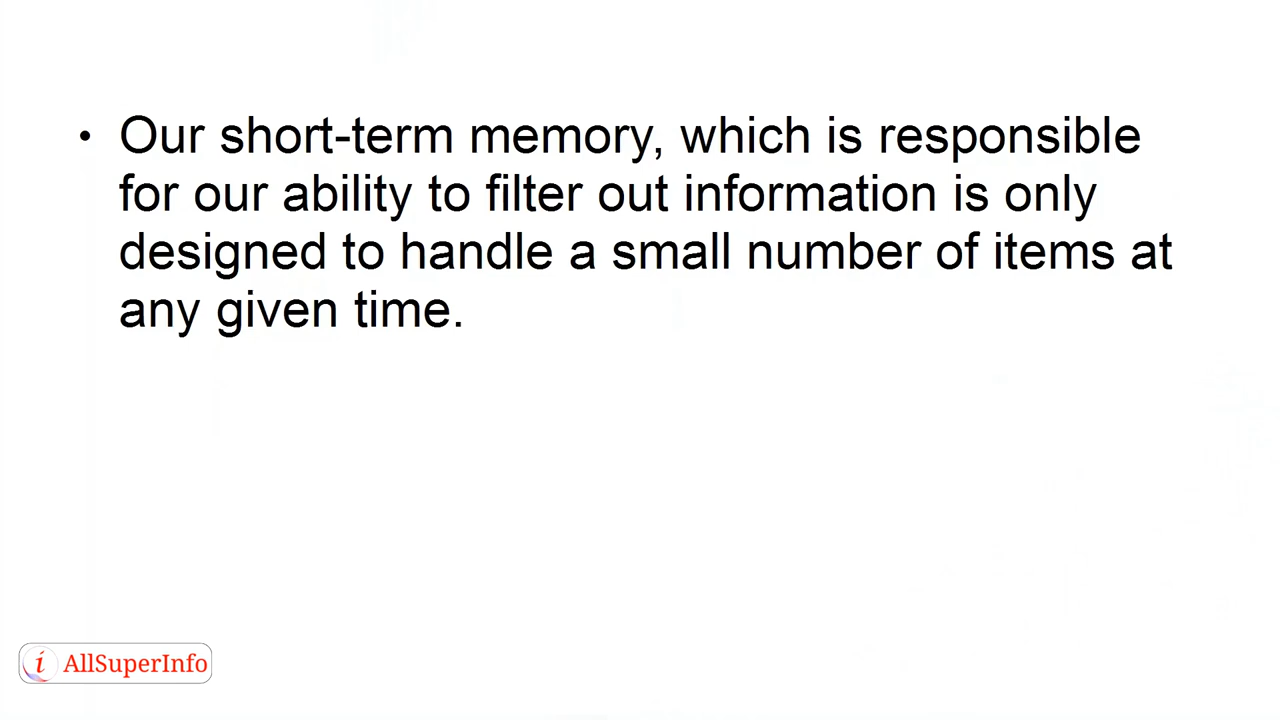 • Our short-term memory, which is responsible
for our ability to filter out information is only
designed to handle a small number of items at
any given time.
i AllSuperInfo